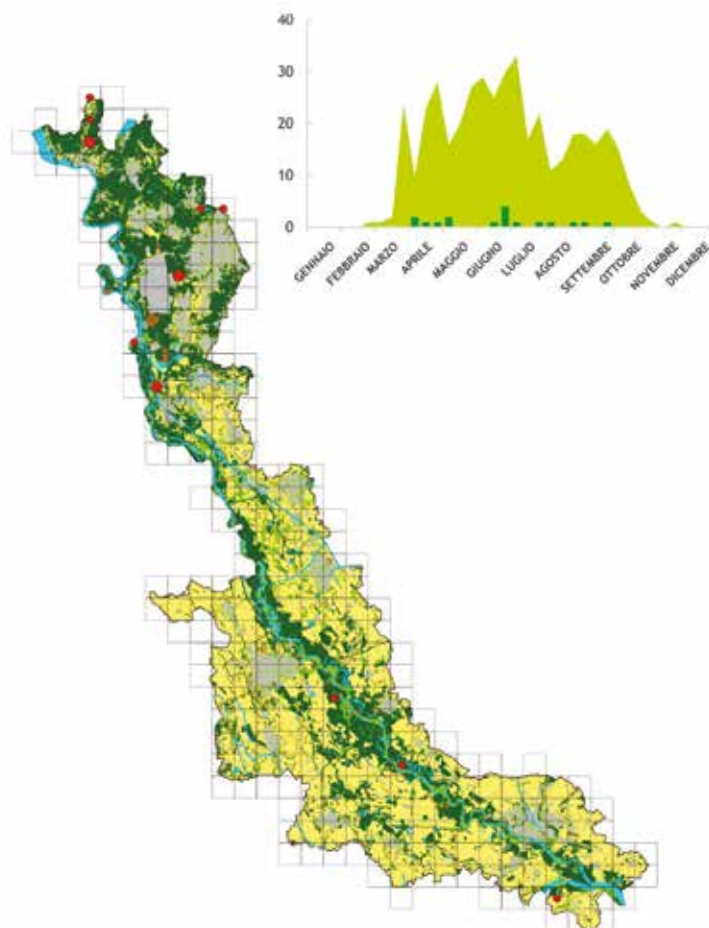 40
30
20
10
0
GENNAIO
FEBBRAIO
MARZO
APRILE
MAGGIO
GIUGNO
LUGLIO
AGOSTO
SETTEMBRE
OTTOBRE
NOVEMBRE
DICEMBRE